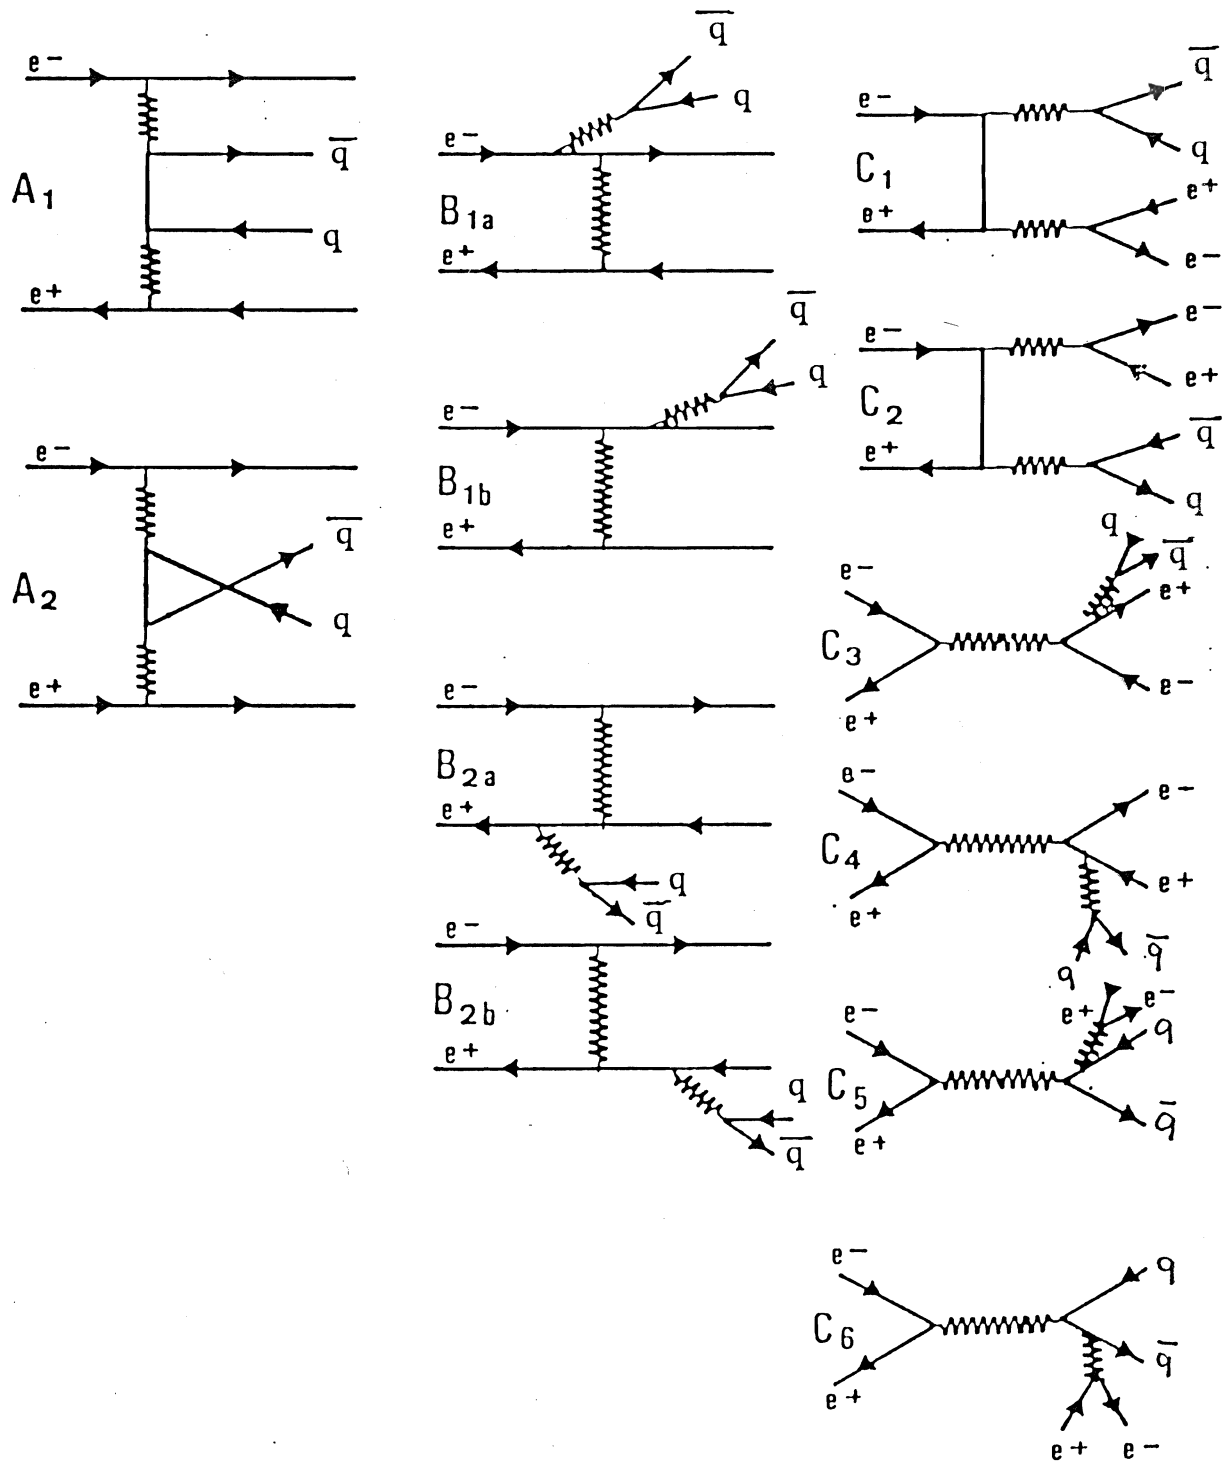 e− q̅
A₁ q
e+
e− q̅
A₂ q
e+
q̅
q
e−
B₁ₐ
e+
q̅
q
e−
B₁b
e+
e−
B₂ₐ
e+
q
q̅
e−
B₂b
e+
q
q̅
e− q̅
C₁ q
e+ e+
e−
e− e−
C₂ e+
e+ q̅
q
q q̅
e− e+
C₃
e+ e−
e− e−
C₄
e+ e+
q q̅
e+ e−
e− q
C₅
e+ q̅
e− q
C₆ q̅
e+
e+ e−